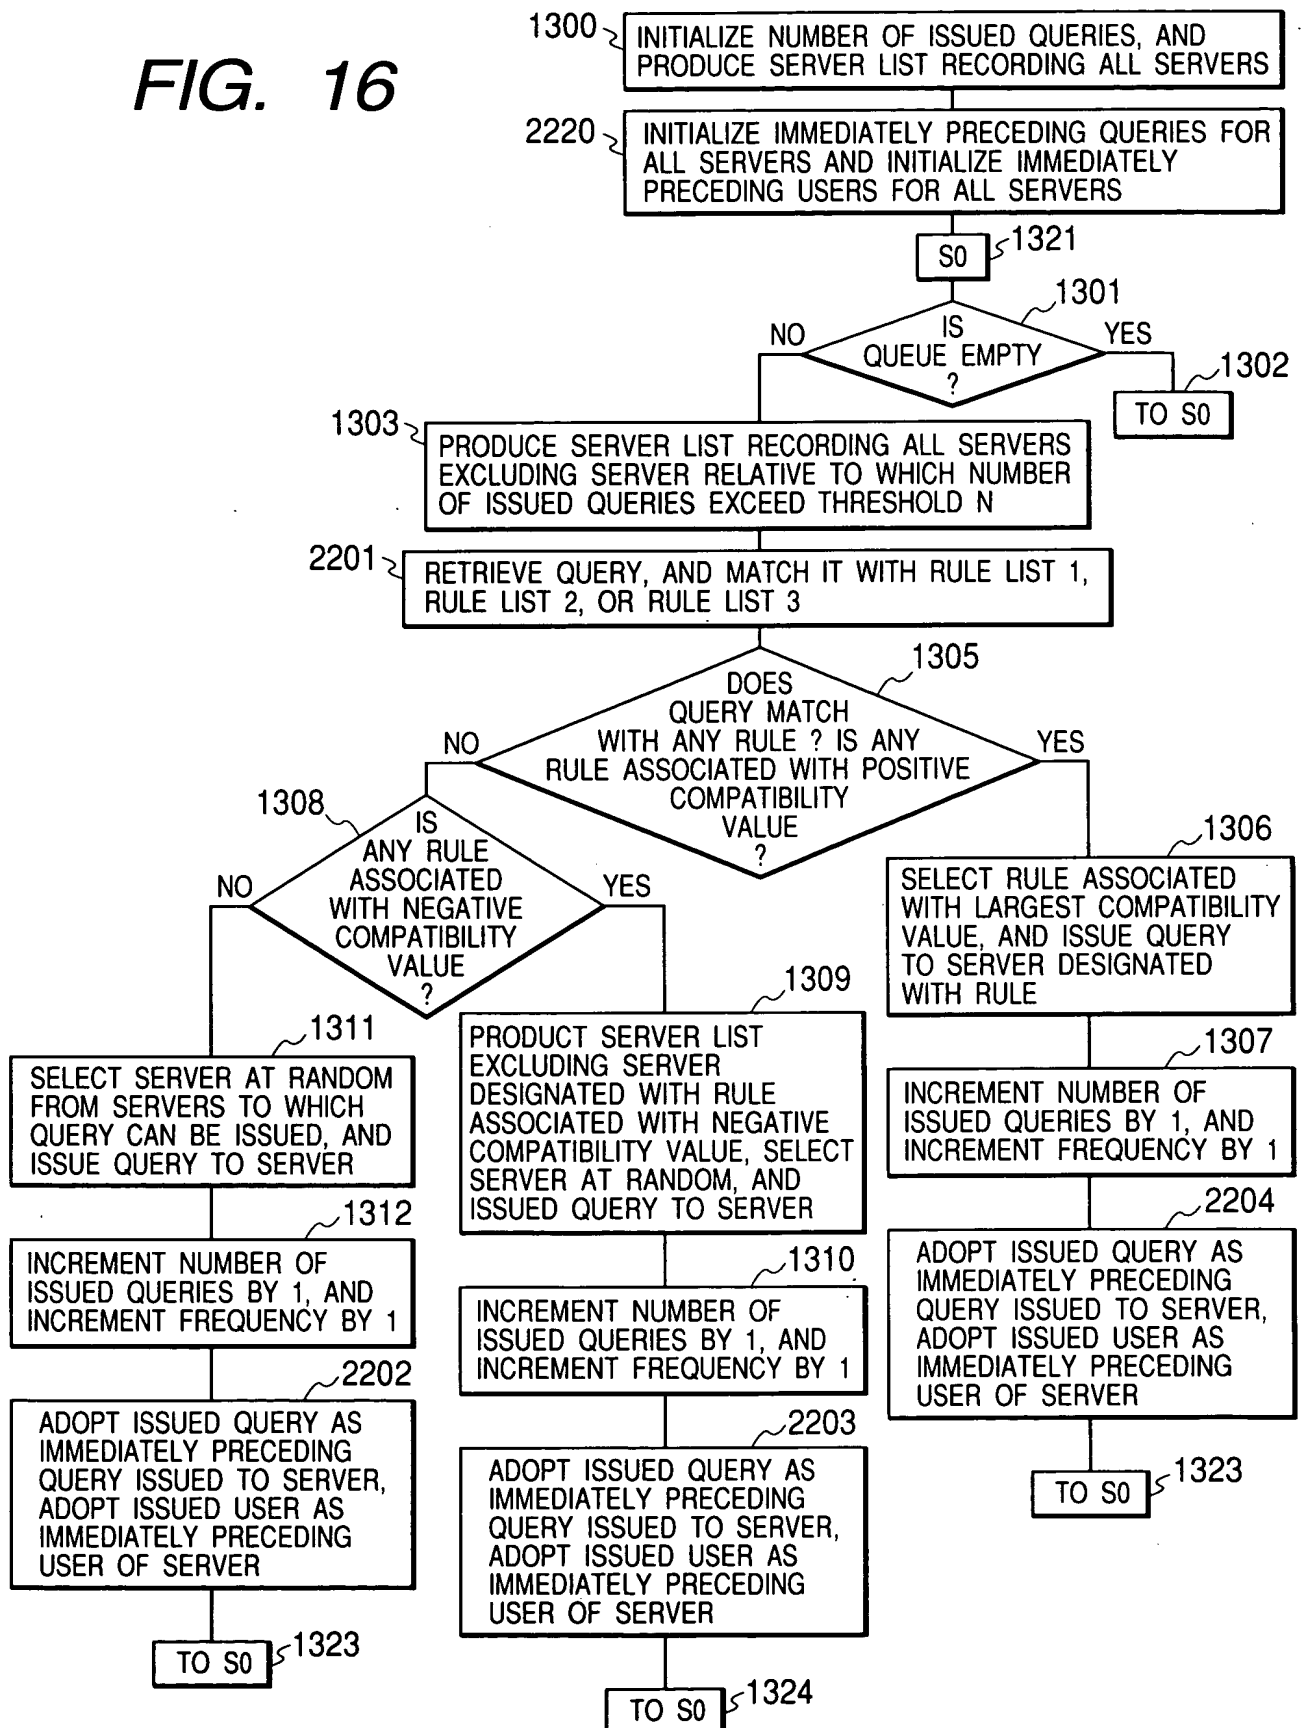 FIG. 16
1300
INITIALIZE NUMBER OF ISSUED QUERIES, AND
PRODUCE SERVER LIST RECORDING ALL SERVERS
2220
INITIALIZE IMMEDIATELY PRECEDING QUERIES FOR
ALL SERVERS AND INITIALIZE IMMEDIATELY
PRECEDING USERS FOR ALL SERVERS
1321
S0
1301
IS
QUEUE EMPTY
?
NO
YES
1302
TO S0
1303
PRODUCE SERVER LIST RECORDING ALL SERVERS
EXCLUDING SERVER RELATIVE TO WHICH NUMBER
OF ISSUED QUERIES EXCEED THRESHOLD N
2201
RETRIEVE QUERY, AND MATCH IT WITH RULE LIST 1,
RULE LIST 2, OR RULE LIST 3
1305
DOES
QUERY MATCH
WITH ANY RULE ? IS ANY
RULE ASSOCIATED WITH POSITIVE
COMPATIBILITY
VALUE
?
NO
YES
1308
IS
ANY RULE
ASSOCIATED
WITH NEGATIVE
COMPATIBILITY
VALUE
?
NO
YES
1306
SELECT RULE ASSOCIATED
WITH LARGEST COMPATIBILITY
VALUE, AND ISSUE QUERY
TO SERVER DESIGNATED
WITH RULE
1307
INCREMENT NUMBER OF
ISSUED QUERIES BY 1, AND
INCREMENT FREQUENCY BY 1
2204
ADOPT ISSUED QUERY AS
IMMEDIATELY PRECEDING
QUERY ISSUED TO SERVER,
ADOPT ISSUED USER AS
IMMEDIATELY PRECEDING
USER OF SERVER
1323
TO S0
1309
PRODUCT SERVER LIST
EXCLUDING SERVER
DESIGNATED WITH RULE
ASSOCIATED WITH NEGATIVE
COMPATIBILITY VALUE, SELECT
SERVER AT RANDOM, AND
ISSUED QUERY TO SERVER
1310
INCREMENT NUMBER OF
ISSUED QUERIES BY 1, AND
INCREMENT FREQUENCY BY 1
2203
ADOPT ISSUED QUERY AS
IMMEDIATELY PRECEDING
QUERY ISSUED TO SERVER,
ADOPT ISSUED USER AS
IMMEDIATELY PRECEDING
USER OF SERVER
1324
TO S0
1311
SELECT SERVER AT RANDOM
FROM SERVERS TO WHICH
QUERY CAN BE ISSUED, AND
ISSUE QUERY TO SERVER
1312
INCREMENT NUMBER OF
ISSUED QUERIES BY 1, AND
INCREMENT FREQUENCY BY 1
2202
ADOPT ISSUED QUERY AS
IMMEDIATELY PRECEDING
QUERY ISSUED TO SERVER,
ADOPT ISSUED USER AS
IMMEDIATELY PRECEDING
USER OF SERVER
1323
TO S0